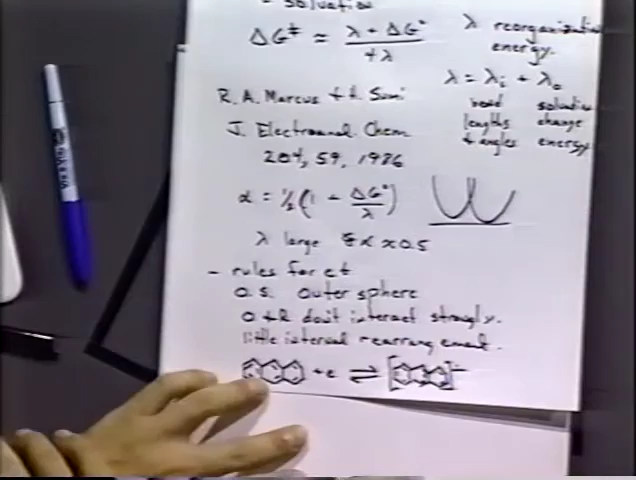 - solvation
ΔG‡ = (λ + ΔG°) / 4λ
λ reorganization energy.
λ = λi + λo
bond lengths & angles
solvation change energy
R. A. Marcus + H. Sumi
J. Electroanal. Chem.
204, 59, 1986
α = ½(1 + ΔG°/λ)
λ large & α ≈ 0.5
- rules for et
O.S. Outer sphere
O + R don't interact strongly.
little internal rearrangement.
+ e ⇌ [ ]·−